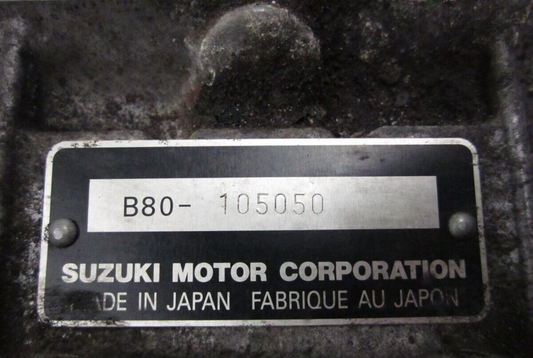 B80- 105050
SUZUKI MOTOR CORPORATION
MADE IN JAPAN FABRIQUE AU JAPON